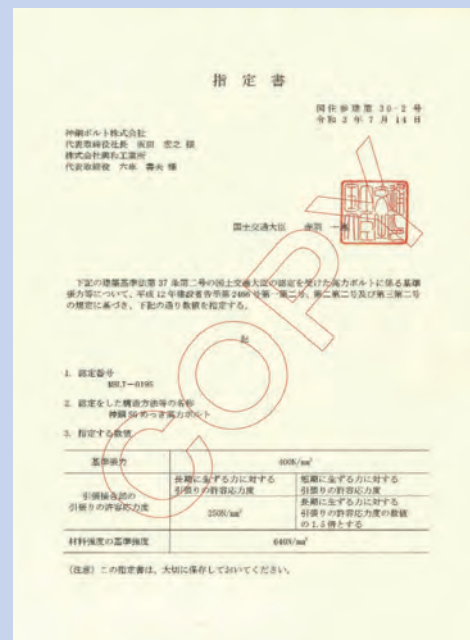 指定書
国住参建第30-2号
令和3年7月14日
神鋼ボルト株式会社
代表取締役社長
株式会社興和工業所
代表取締役
国土交通大臣
下記の建築基準法第37条第二号の国土交通大臣の認定を受けた高力ボルトに係る基準
張力等について、平成12年建設省告示第2466号第一第二号、第二第二号及び第三第二号
の規定に基づき、下記の通り数値を指定する。
記
1. 認定番号
MBLT-0195
2. 認定をした構造方法等の名称
神鋼SGめっき高力ボルト
3. 指定する数値
基準張力
400N/mm²
引張接合部の
引張りの許容応力度
長期に生ずる力に対する
引張りの許容応力度
短期に生ずる力に対する
引張りの許容応力度
250N/mm²
長期に生ずる力に対する
引張りの許容応力度の数値
の1.5倍とする
材料強度の基準強度
640N/mm²
(注意)この指定書は、大切に保存しておいてください。
COPY